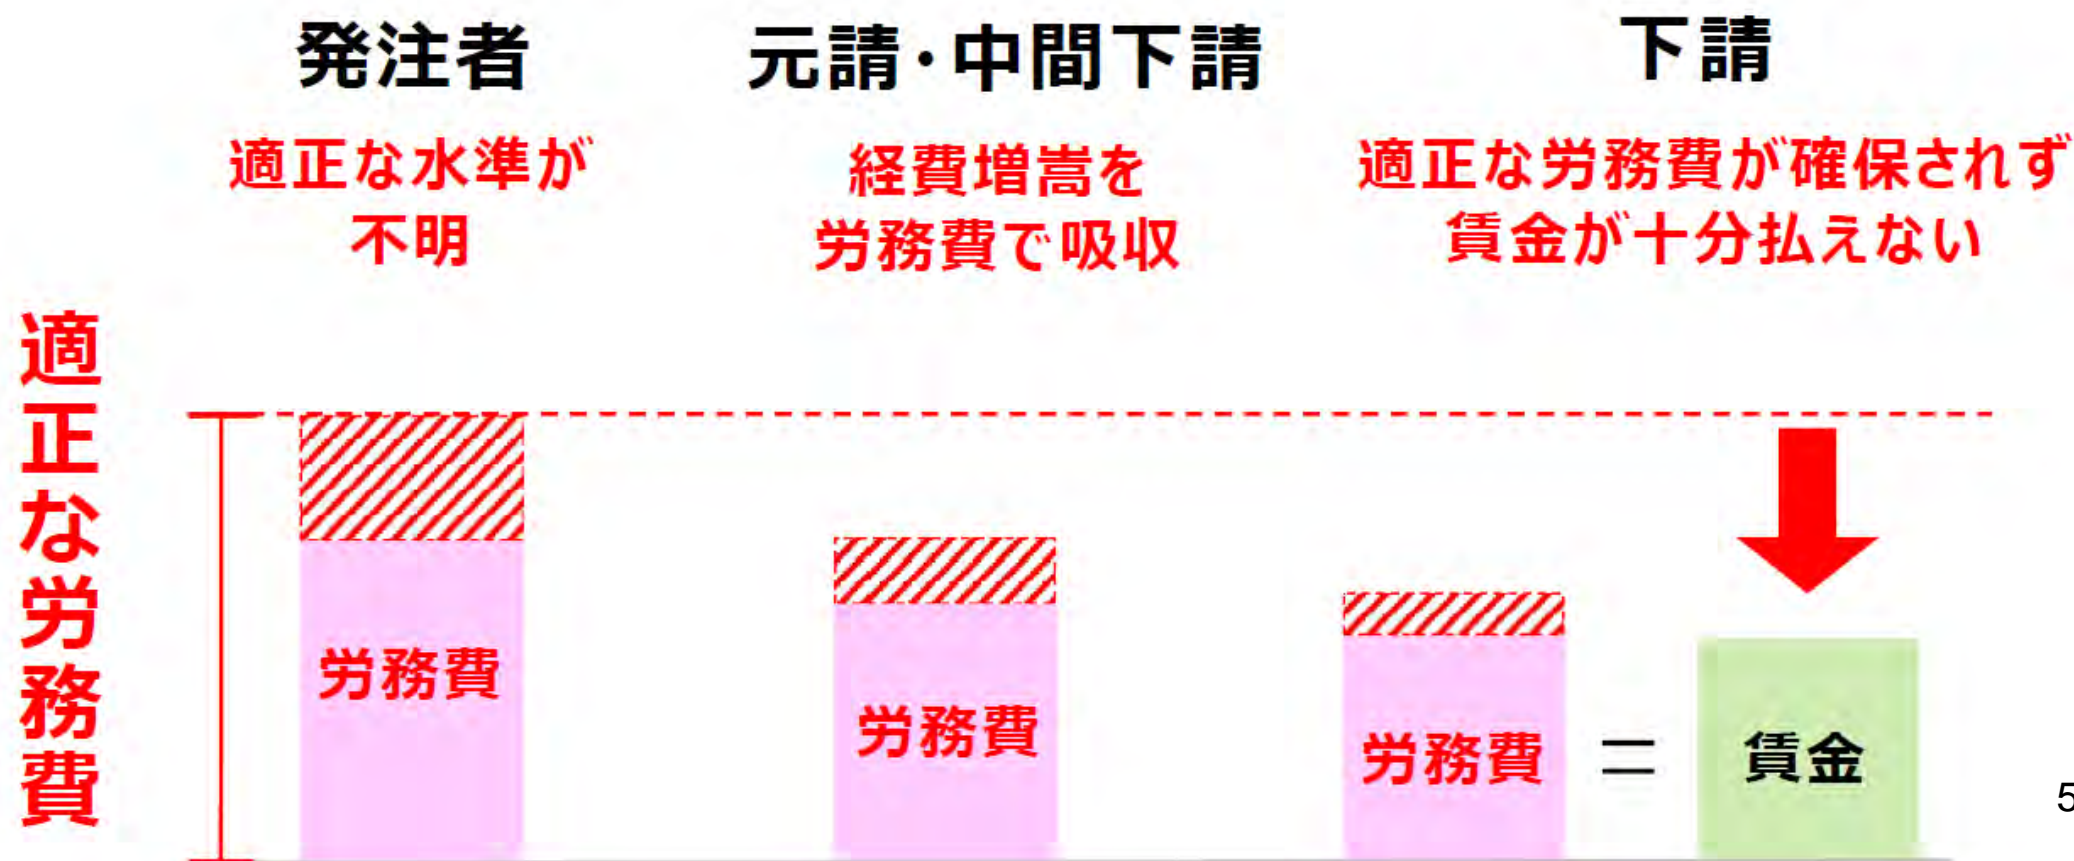 発注者
元請・中間下請
下請
適正な水準が
不明
経費増嵩を
労務費で吸収
適正な労務費が確保されず
賃金が十分払えない
適正な労務費
労務費
労務費
労務費
＝
賃金
5